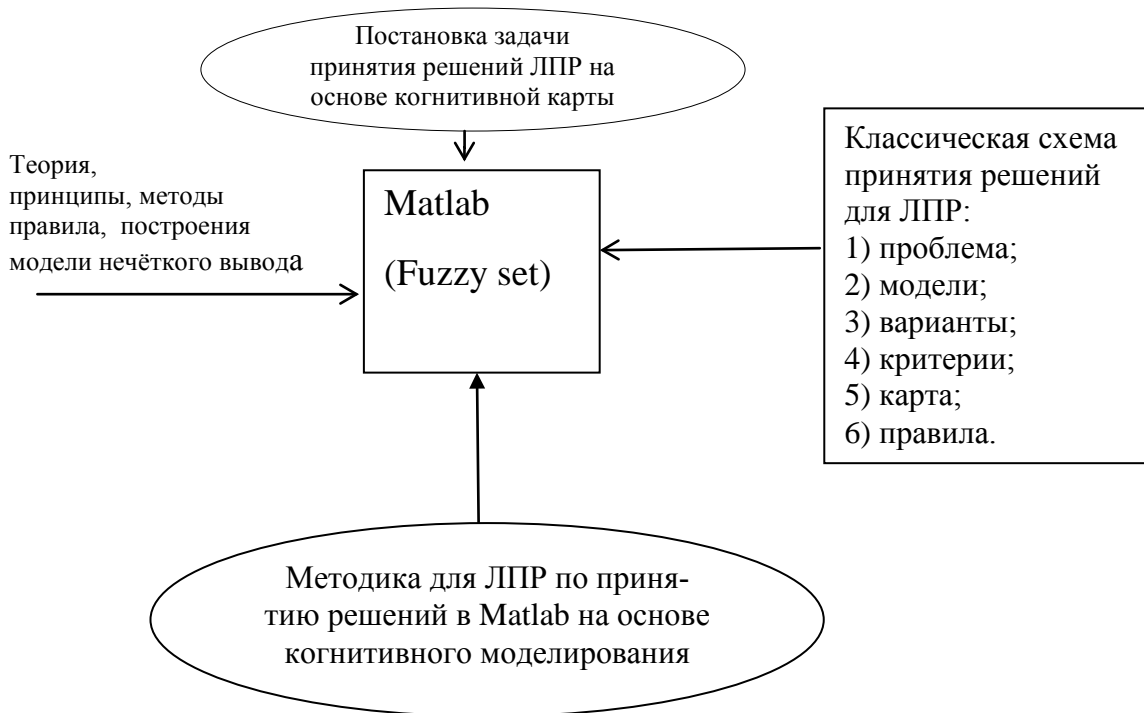 Постановка задачи
принятия решений ЛПР на
основе когнитивной карты
Теория,
принципы, методы
правила, построения
модели нечёткого вывода
Matlab
(Fuzzy set)
Классическая схема
принятия решений
для ЛПР:
1) проблема;
2) модели;
3) варианты;
4) критерии;
5) карта;
6) правила.
Методика для ЛПР по приня-
тию решений в Matlab на основе
когнитивного моделирования